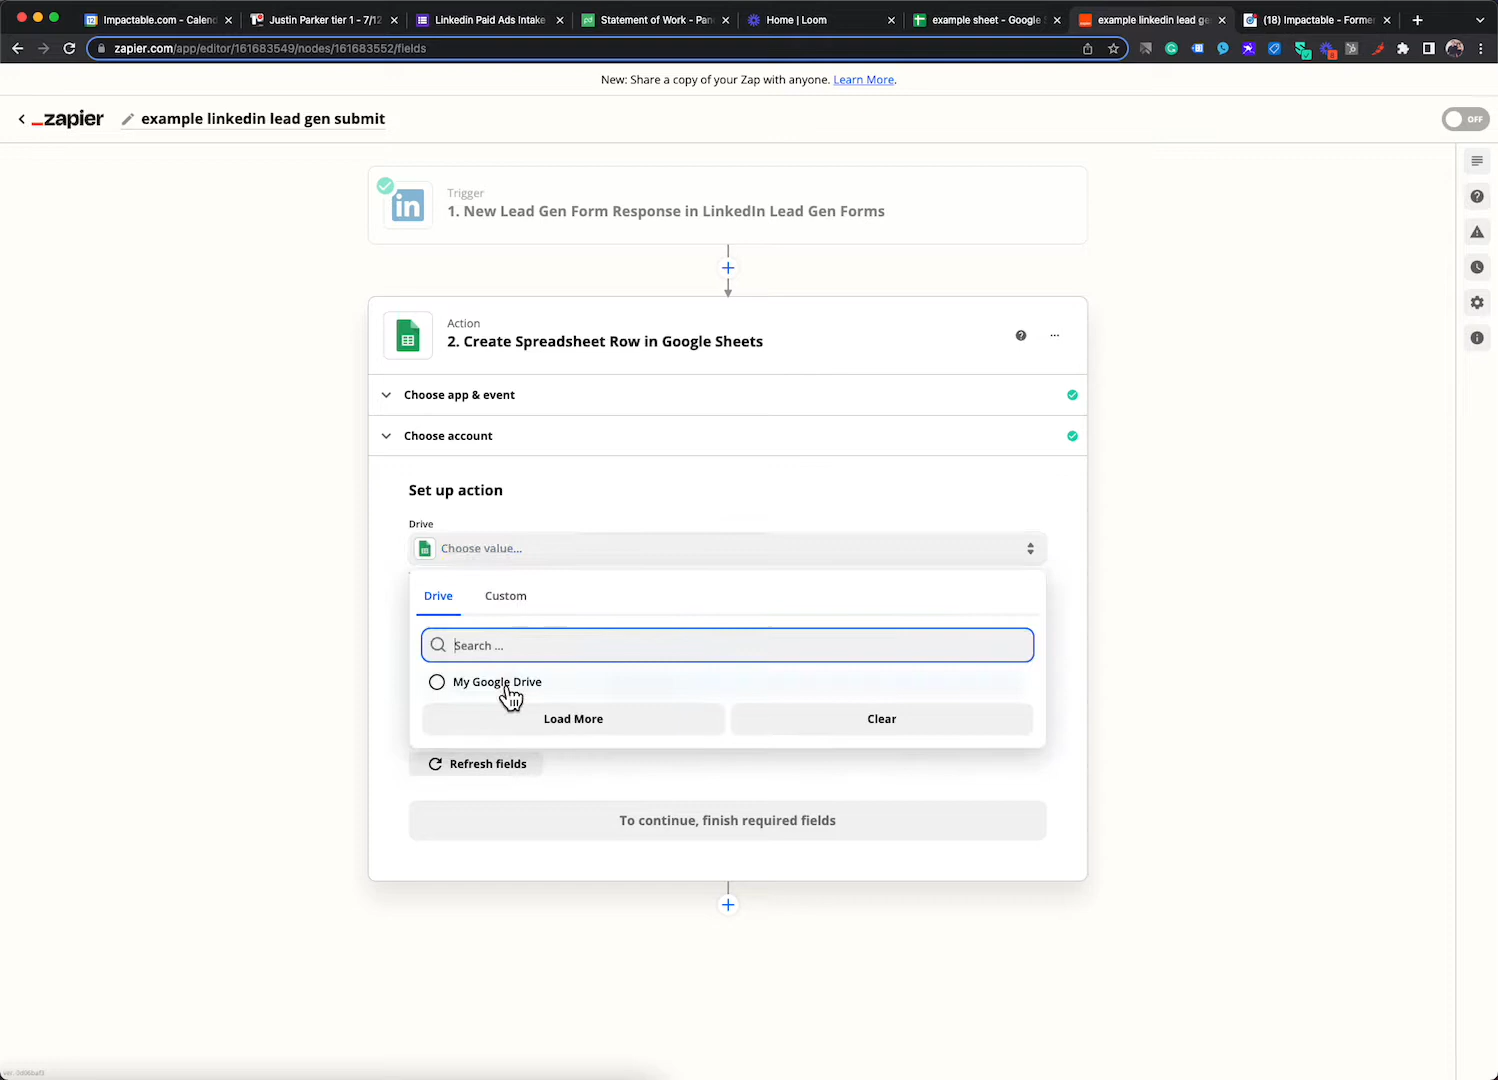 Impactable.com - Calend
Justin Parker tier 1 - 7/12
Linkedin Paid Ads Intake
Statement of Work - Pan
Home | Loom
example sheet - Google S
example linkedin lead ge
(18) Impactable - Former
zapier.com/app/editor/161683549/nodes/161683552/fields
New: Share a copy of your Zap with anyone. Learn More.
zapier
example linkedin lead gen submit
OFF
Trigger
1. New Lead Gen Form Response in LinkedIn Lead Gen Forms
Action
2. Create Spreadsheet Row in Google Sheets
Choose app & event
Choose account
Set up action
Drive
Choose value...
Drive
Custom
Search ...
My Google Drive
Load More
Clear
Refresh fields
To continue, finish required fields